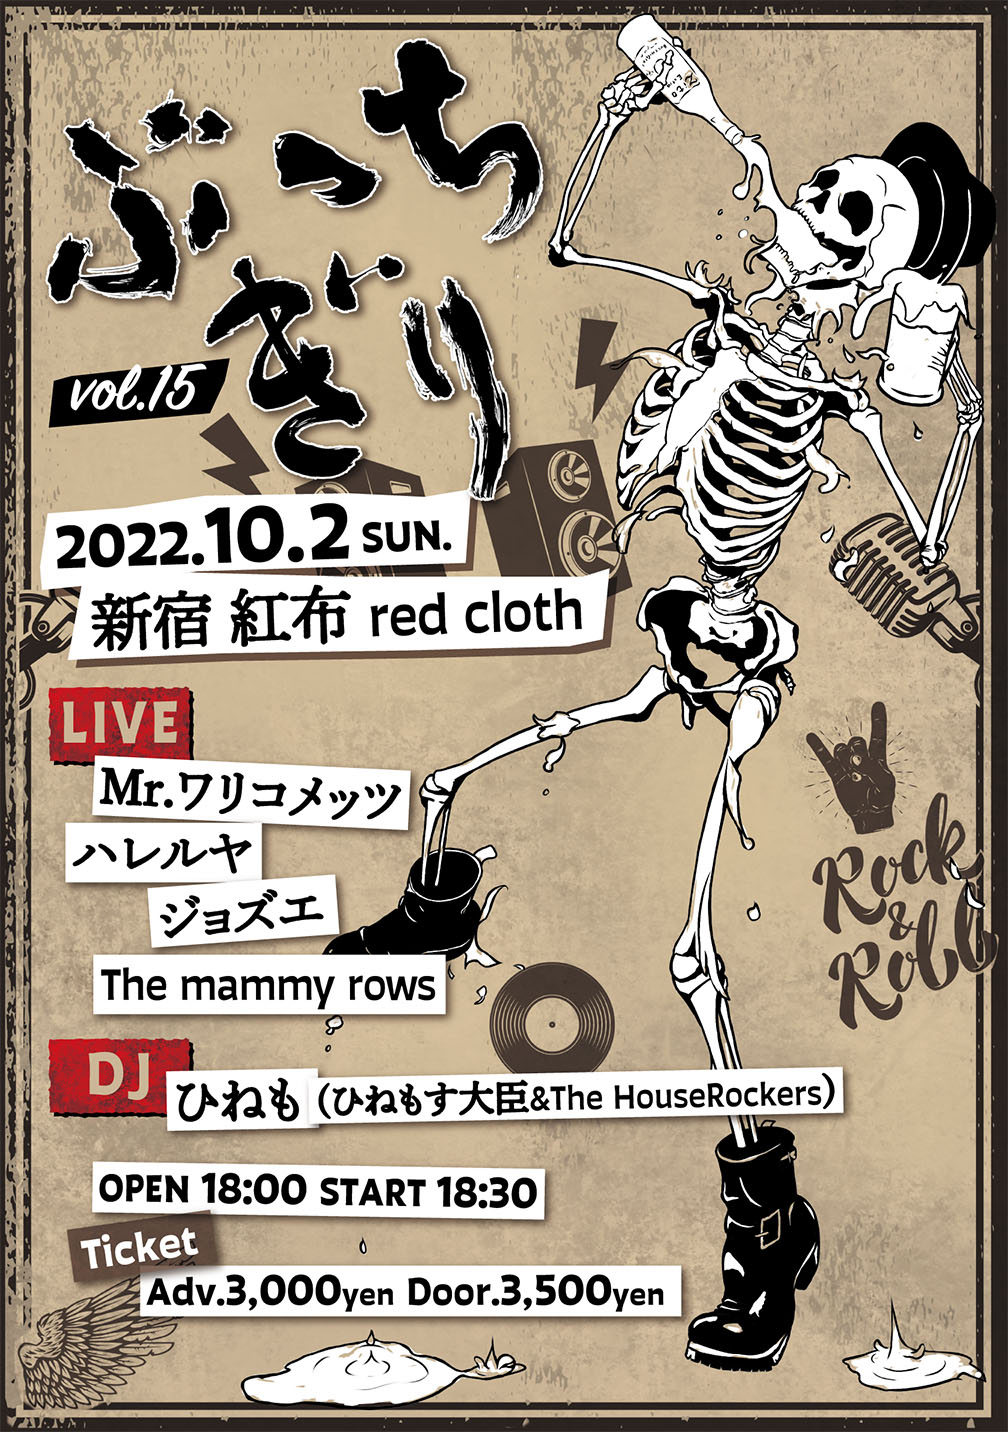 ぶっち
ぎり
vol.15
2022.10.2 SUN.
新宿 紅布 red cloth
LIVE
Mr.ワリコメッツ
ハレルヤ
ジョズエ
The mammy rows
Rock
&
Roll
DJ
ひねも（ひねもす大臣&The HouseRockers）
OPEN 18:00 START 18:30
Ticket
Adv.3,000yen Door.3,500yen